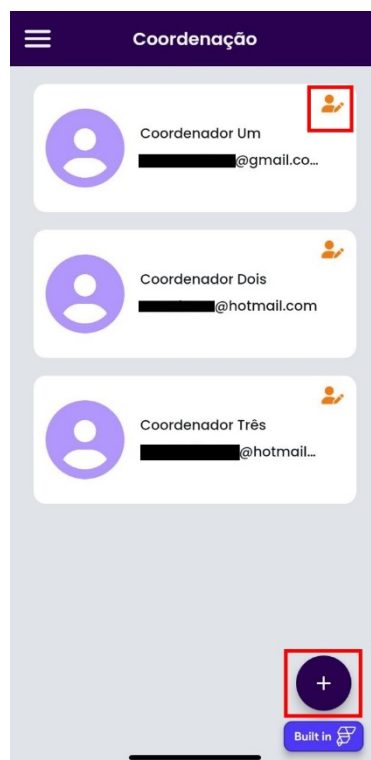 Coordenação
Coordenador Um
@gmail.co...
Coordenador Dois
@hotmail.com
Coordenador Três
@hotmail...
+
Built in